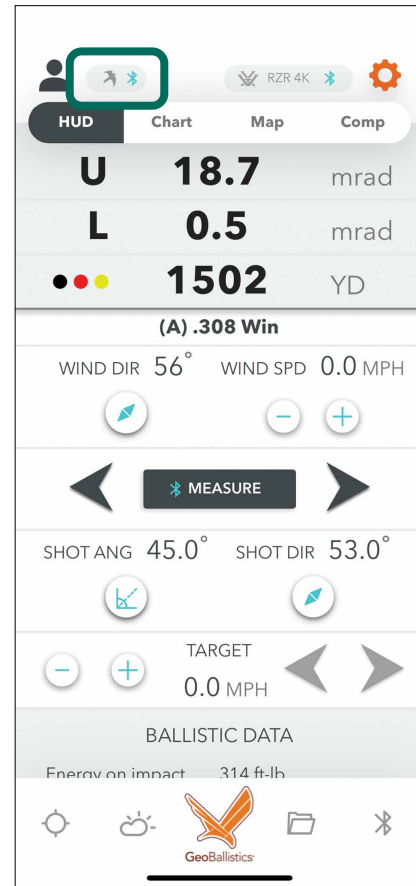 RZR 4K
HUD Chart Map Comp
U 18.7 mrad
L 0.5 mrad
1502 YD
(A) .308 Win
WIND DIR 56° WIND SPD 0.0 MPH
MEASURE
SHOT ANG 45.0° SHOT DIR 53.0°
TARGET
0.0 MPH
BALLISTIC DATA
Energy on impact 314 ft-lb
GeoBallistics